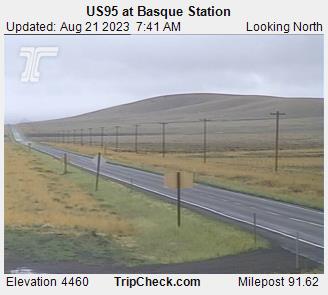 US95 at Basque Station
Updated: Aug 21 2023 7:41 AM Looking North
Elevation 4460 TripCheck.com Milepost 91.62